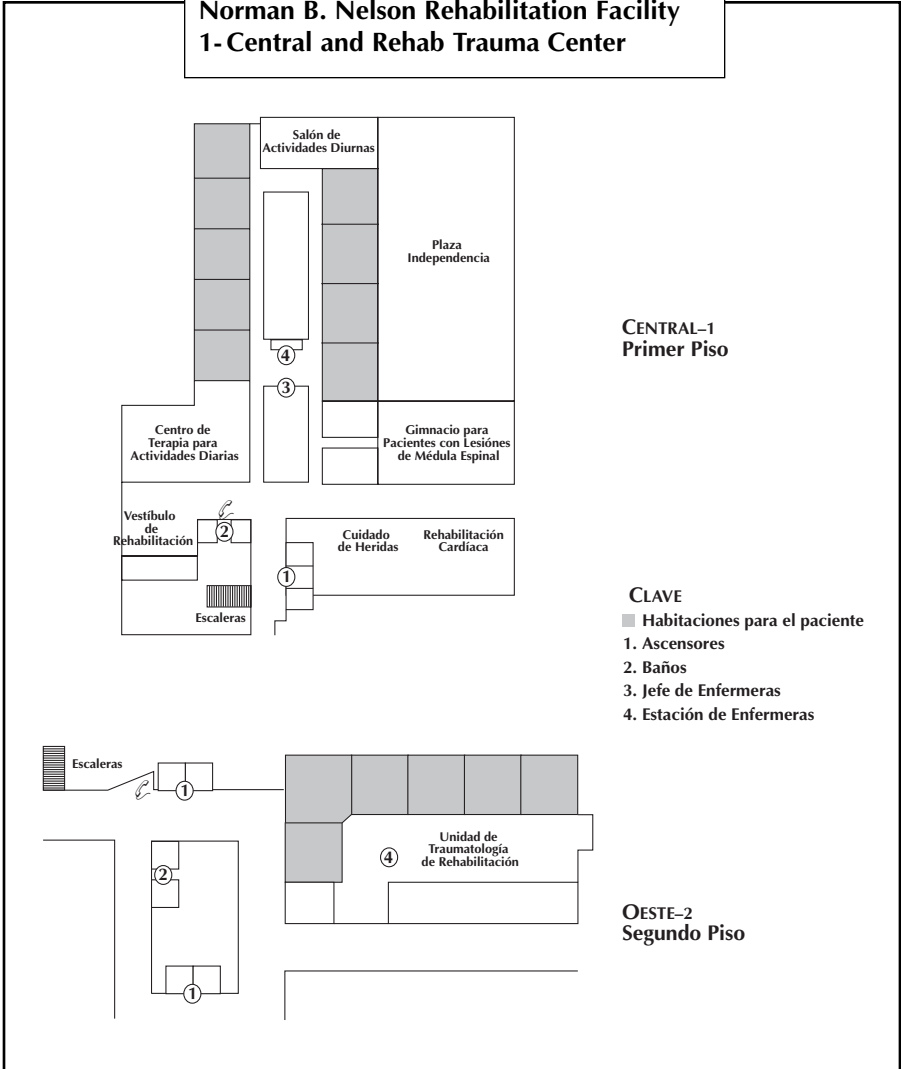 Norman B. Nelson Rehabilitation Facility
1- Central and Rehab Trauma Center
Salón de
Actividades Diurnas
Plaza
Independencia
4
3
CENTRAL–1
Primer Piso
Centro de
Terapia para
Actividades Diarias
Gimnacio para
Pacientes con Lesiónes
de Médula Espinal
Vestíbulo
de
Rehabilitación
2
Cuidado
de Heridas
Rehabilitación
Cardíaca
1
Escaleras
CLAVE
Habitaciones para el paciente
1. Ascensores
2. Baños
3. Jefe de Enfermeras
4. Estación de Enfermeras
Escaleras
1
Unidad de
Traumatología
de Rehabilitación
4
2
OESTE–2
Segundo Piso
1